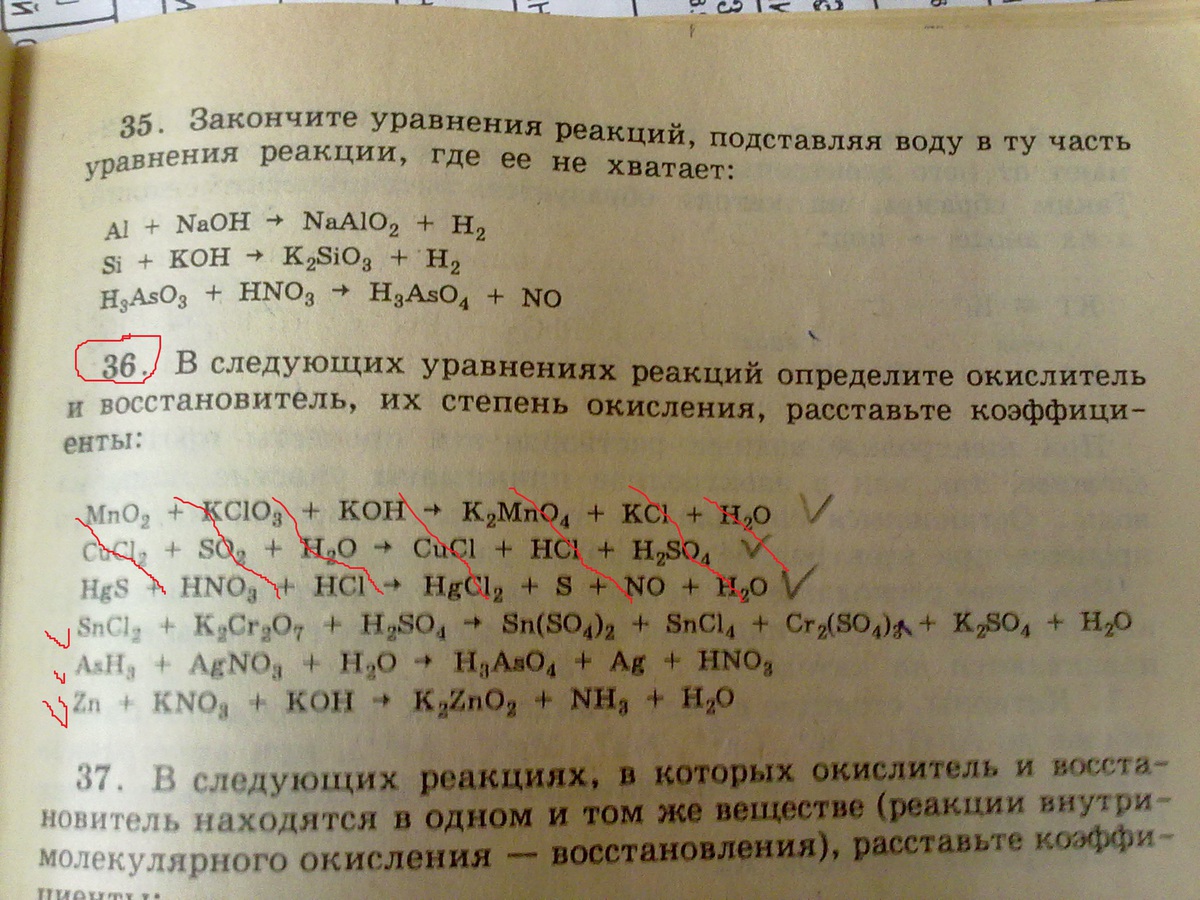 35. Закончите уравнения реакций, подставляя воду в ту часть
уравнения реакции, где ее не хватает:
Al + NaOH → NaAlO₂ + H₂
Si + KOH → K₂SiO₃ + H₂
H₃AsO₃ + HNO₃ → H₃AsO₄ + NO
36. В следующих уравнениях реакций определите окислитель
и восстановитель, их степень окисления, расставьте коэффици-
енты:
MnO₂ + KClO₃ + KOH → K₂MnO₄ + KCl + H₂O
CuCl₂ + SO₂ + H₂O → CuCl + HCl + H₂SO₄
HgS + HNO₃ + HCl → HgCl₂ + S + NO + H₂O
SnCl₂ + K₂Cr₂O₇ + H₂SO₄ → Sn(SO₄)₂ + SnCl₄ + Cr₂(SO₄)₃ + K₂SO₄ + H₂O
AsH₃ + AgNO₃ + H₂O → H₃AsO₄ + Ag + HNO₃
Zn + KNO₃ + KOH → K₂ZnO₂ + NH₃ + H₂O
37. В следующих реакциях, в которых окислитель и восста-
новитель находятся в одном и том же веществе (реакции внутри-
молекулярного окисления — восстановления), расставьте коэффи-
циенты: